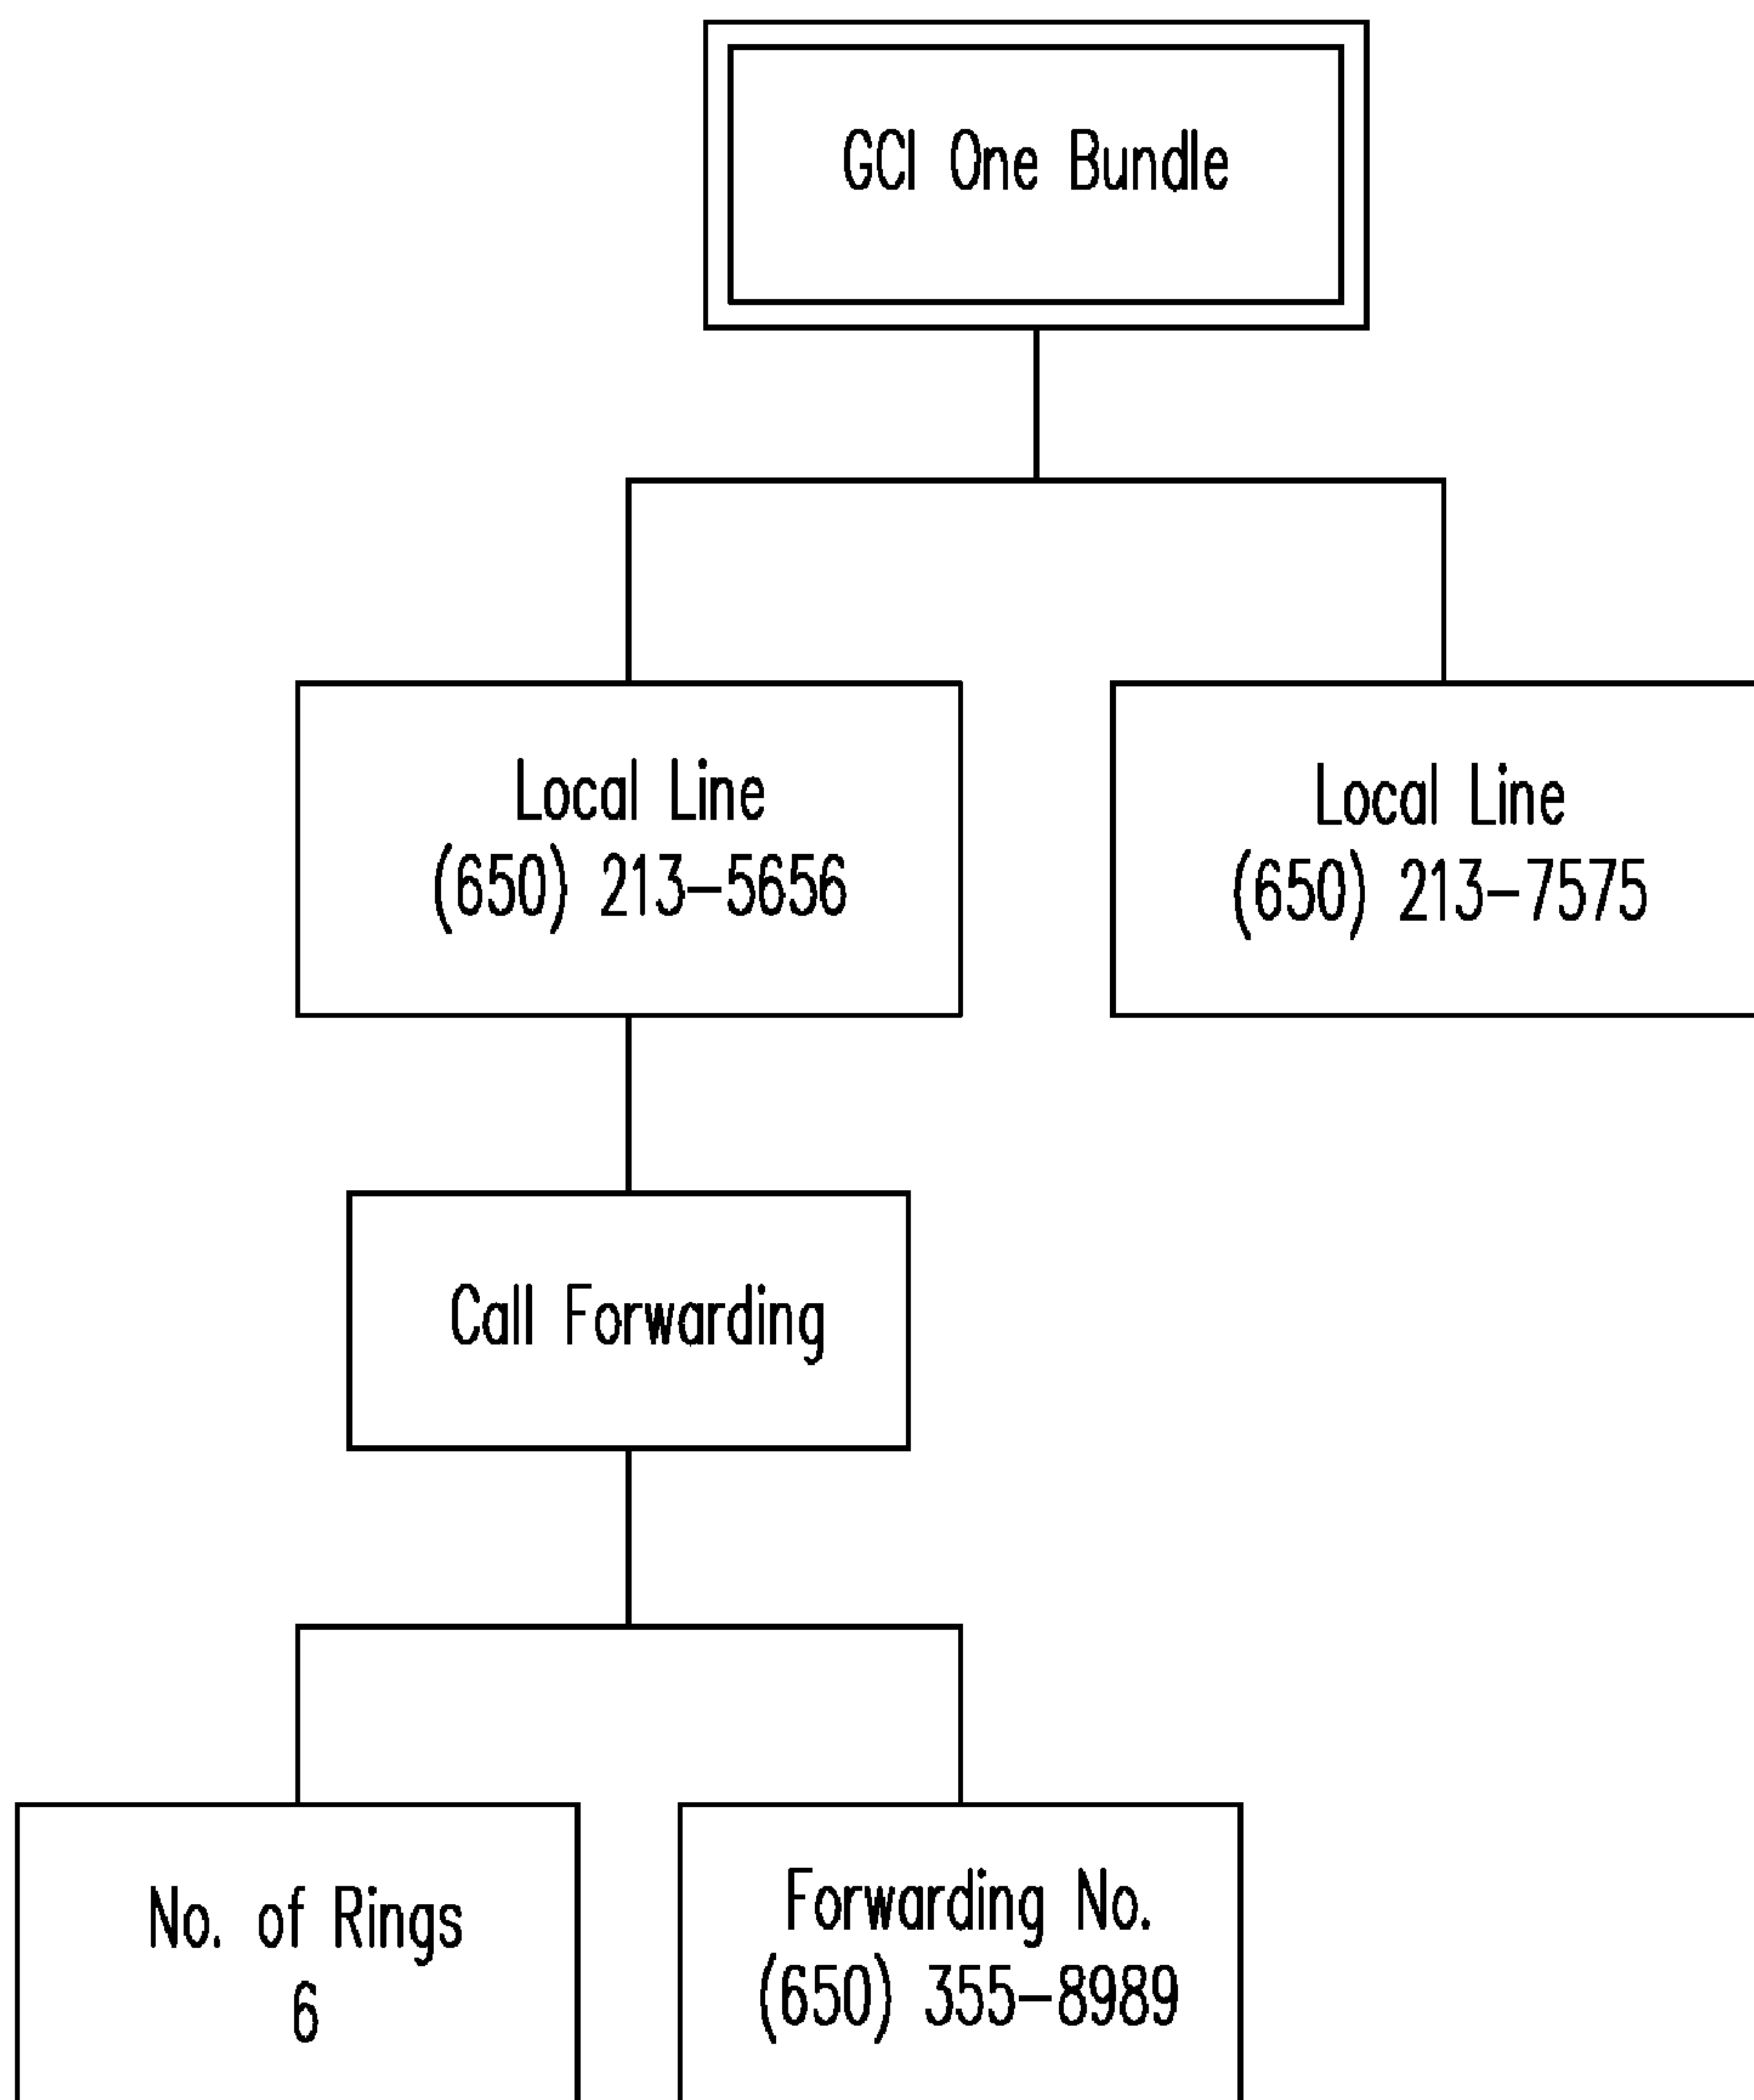 GCI One Bundle
Local Line
(650) 213-5656
Local Line
(650) 213-7575
Call Forwarding
No. of Rings
6
Forwarding No.
(650) 355-8989